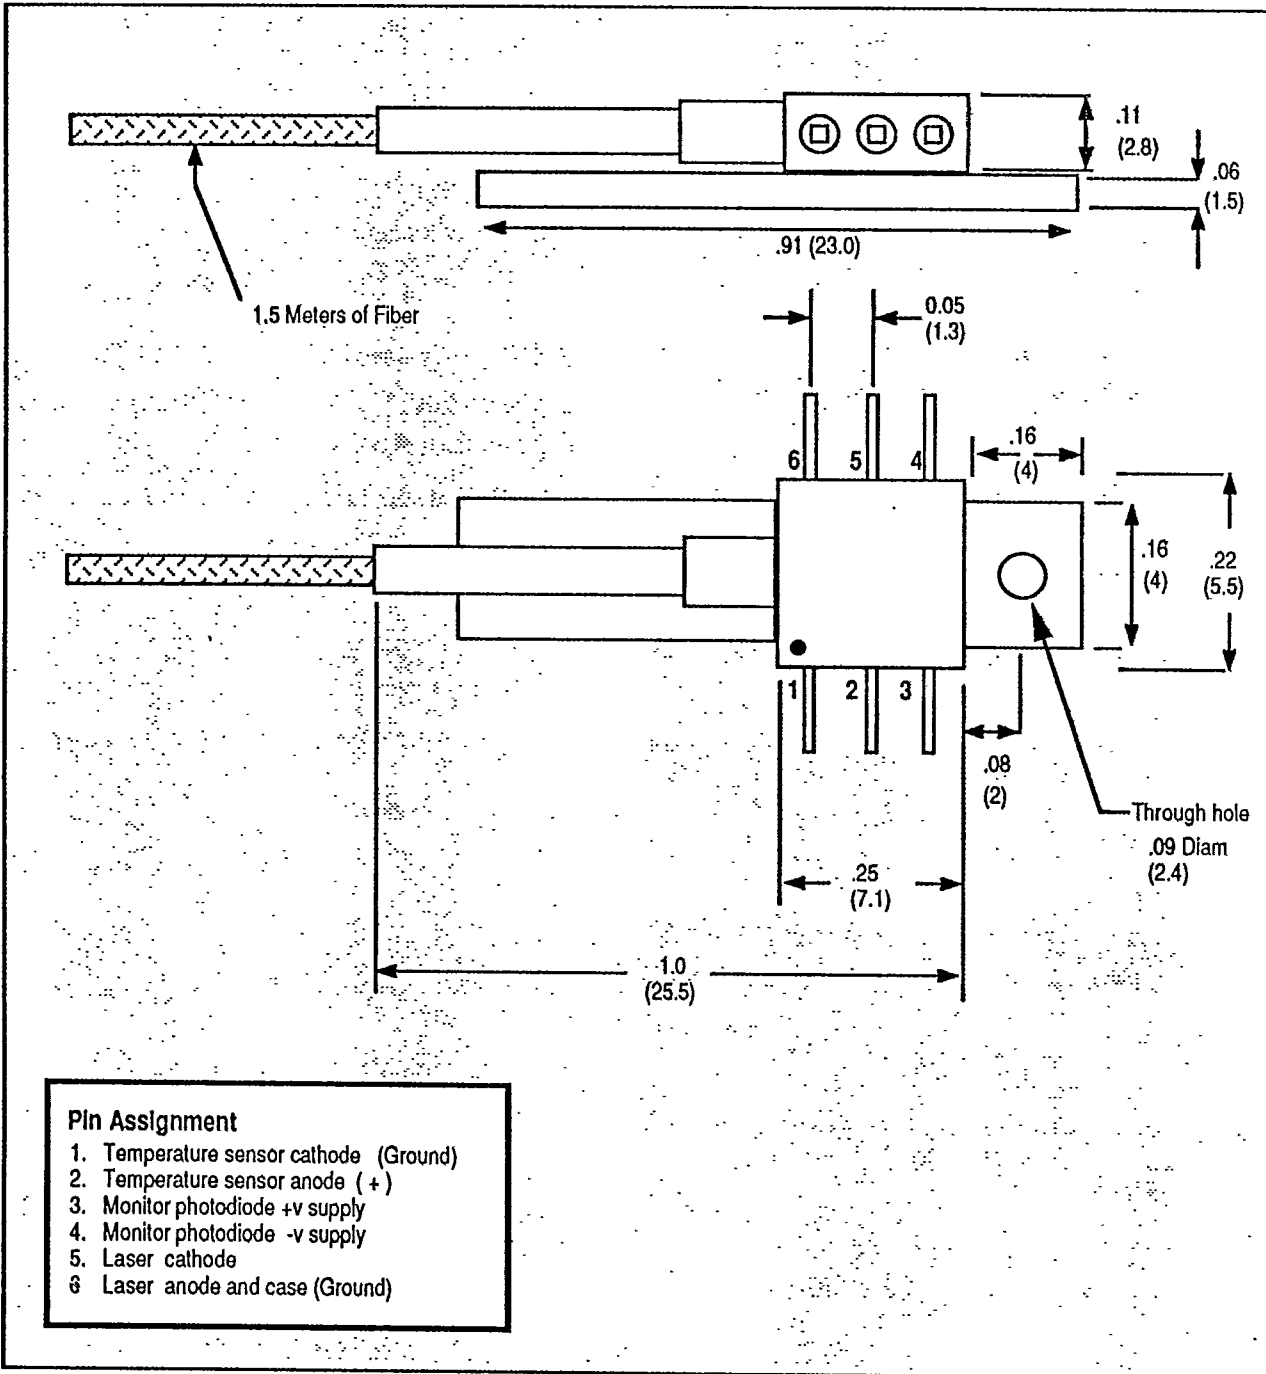 .11
(2.8)
.06
(1.5)
.91 (23.0)
1.5 Meters of Fiber
0.05
(1.3)
6 5 4
.16
(4)
.16
(4)
.22
(5.5)
1 2 3
.08
(2)
Through hole
.09 Diam
(2.4)
.25
(7.1)
1.0
(25.5)
Pin Assignment
1. Temperature sensor cathode (Ground)
2. Temperature sensor anode ( + )
3. Monitor photodiode +v supply
4. Monitor photodiode -v supply
5. Laser cathode
6 Laser anode and case (Ground)